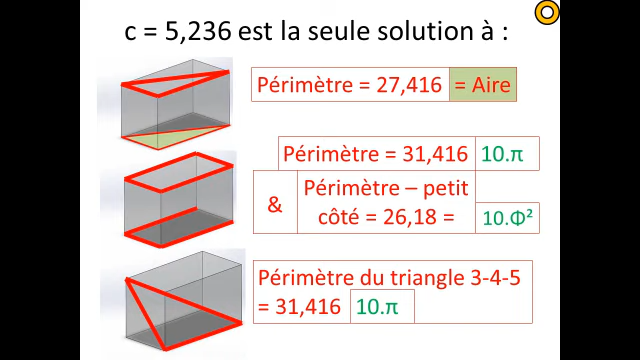 c = 5,236 est la seule solution à :
Périmètre = 27,416 = Aire
Périmètre = 31,416 10.π
& Périmètre – petit
côté = 26,18 = 10.Φ²
Périmètre du triangle 3-4-5
= 31,416 10.π